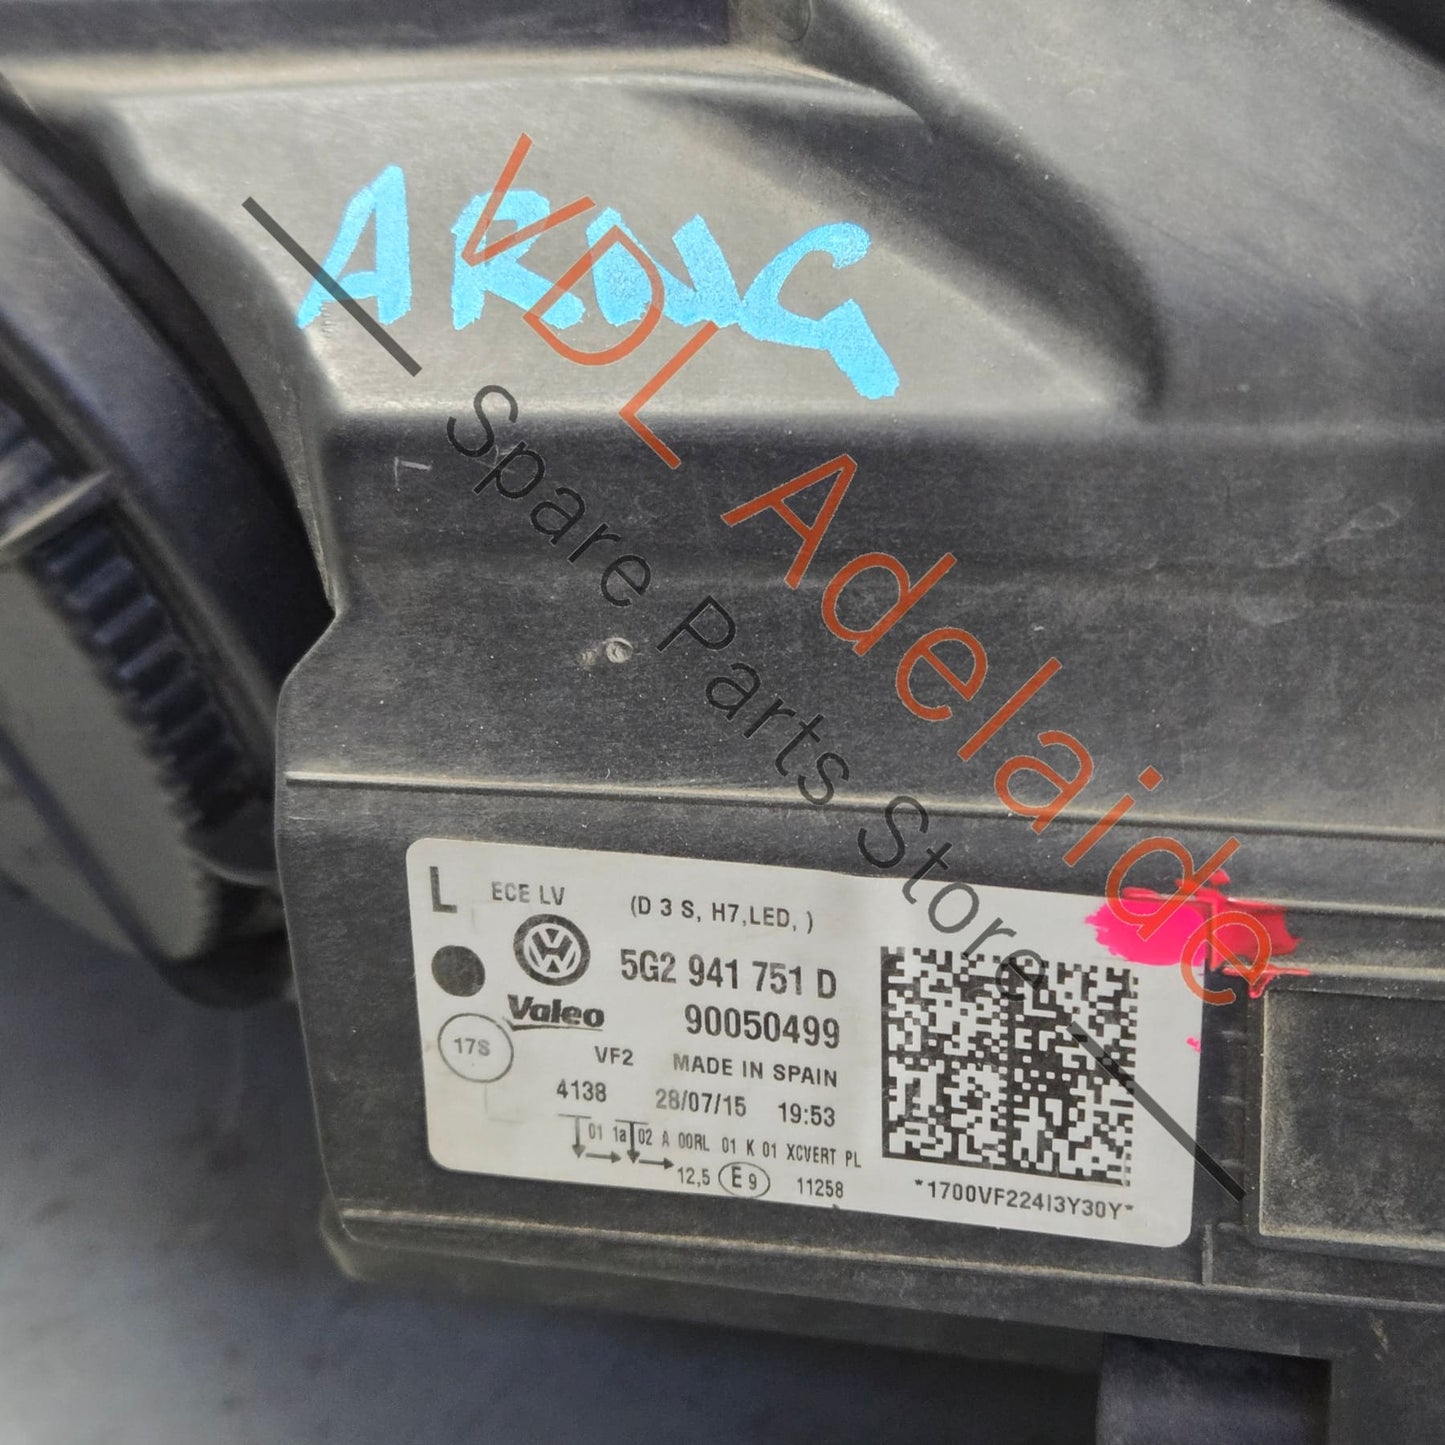 VDL Adelaide
Spare Parts Store
L ECE LV (D 3 S, H7,LED, )
5G2 941 751 D
Valeo 90050499
17S VF2 MADE IN SPAIN
4138 28/07/15 19:53
01 1a 02 A 00RL 01 K 01 XCVERT PL
12,5 E9 11258
*1700VF224I3Y30Y*